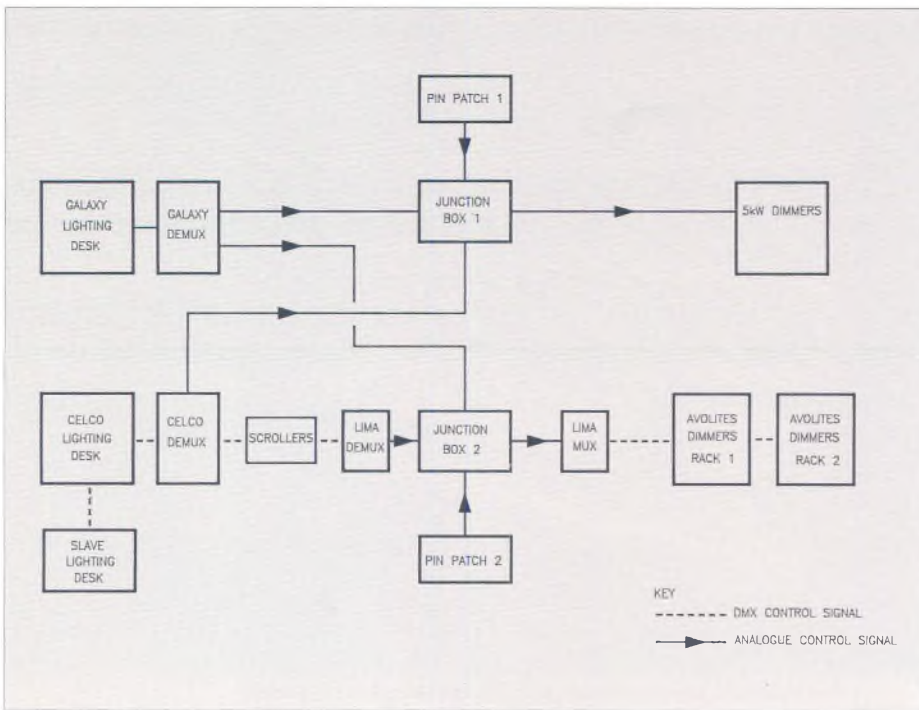 PIN PATCH 1
GALAXY
LIGHTING
DESK
GALAXY
DEMUX
JUNCTION
BOX 1
5kW DIMMERS
CELCO
LIGHTING
DESK
CELCO
DEMUX
SCROLLERS
LIMA
DEMUX
JUNCTION
BOX 2
LIMA
MUX
AVOLITES
DIMMERS
RACK 1
AVOLITES
DIMMERS
RACK 2
SLAVE
LIGHTING
DESK
PIN PATCH 2
KEY
DMX CONTROL SIGNAL
ANALOGUE CONTROL SIGNAL